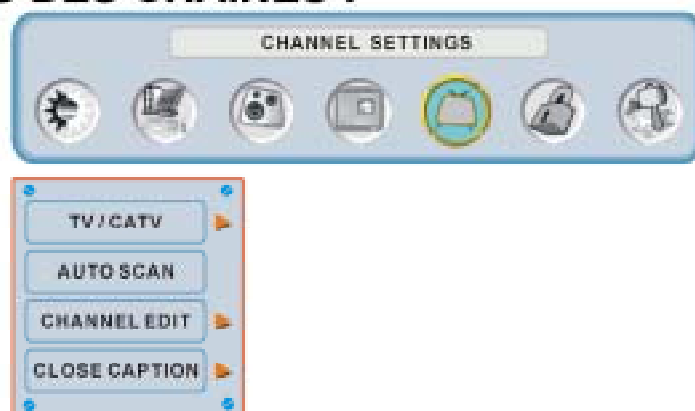 CHANNEL SETTINGS
TV / CATV
AUTO SCAN
CHANNEL EDIT
CLOSE CAPTION